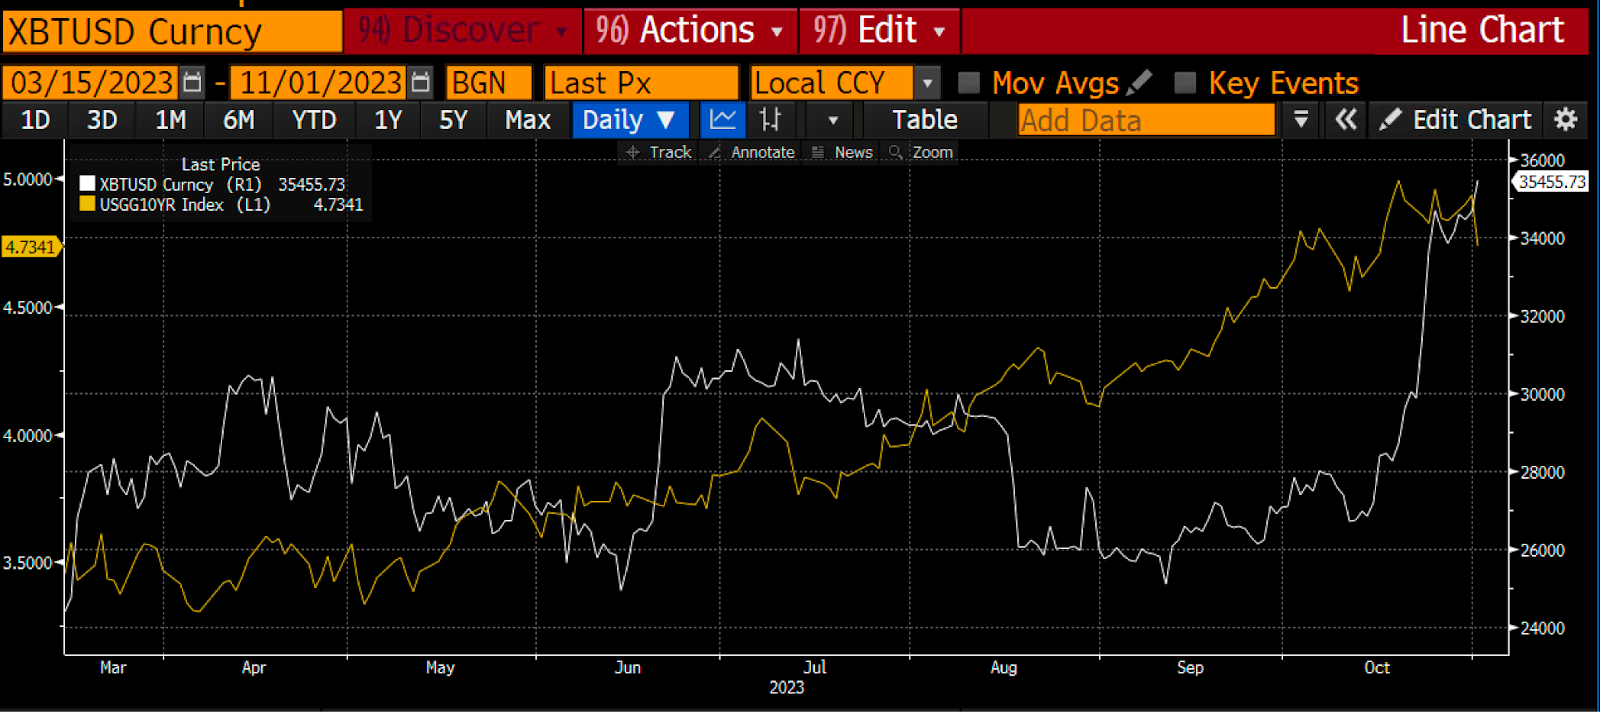 XBTUSD Curncy 94) Discover 96) Actions 97) Edit Line Chart
03/15/2023 - 11/01/2023 BGN Last Px Local CCY Mov Avgs Key Events
1D 3D 1M 6M YTD 1Y 5Y Max Daily ▼ Table Add Data « Edit Chart
Track Annotate News Zoom
Last Price
XBTUSD Curncy (R1) 35455.73
USGG10YR Index (L1) 4.7341
5.0000
4.7341
4.5000
4.0000
3.5000
36000
35455.73
34000
32000
30000
28000
26000
24000
Mar Apr May Jun Jul Aug Sep Oct
2023